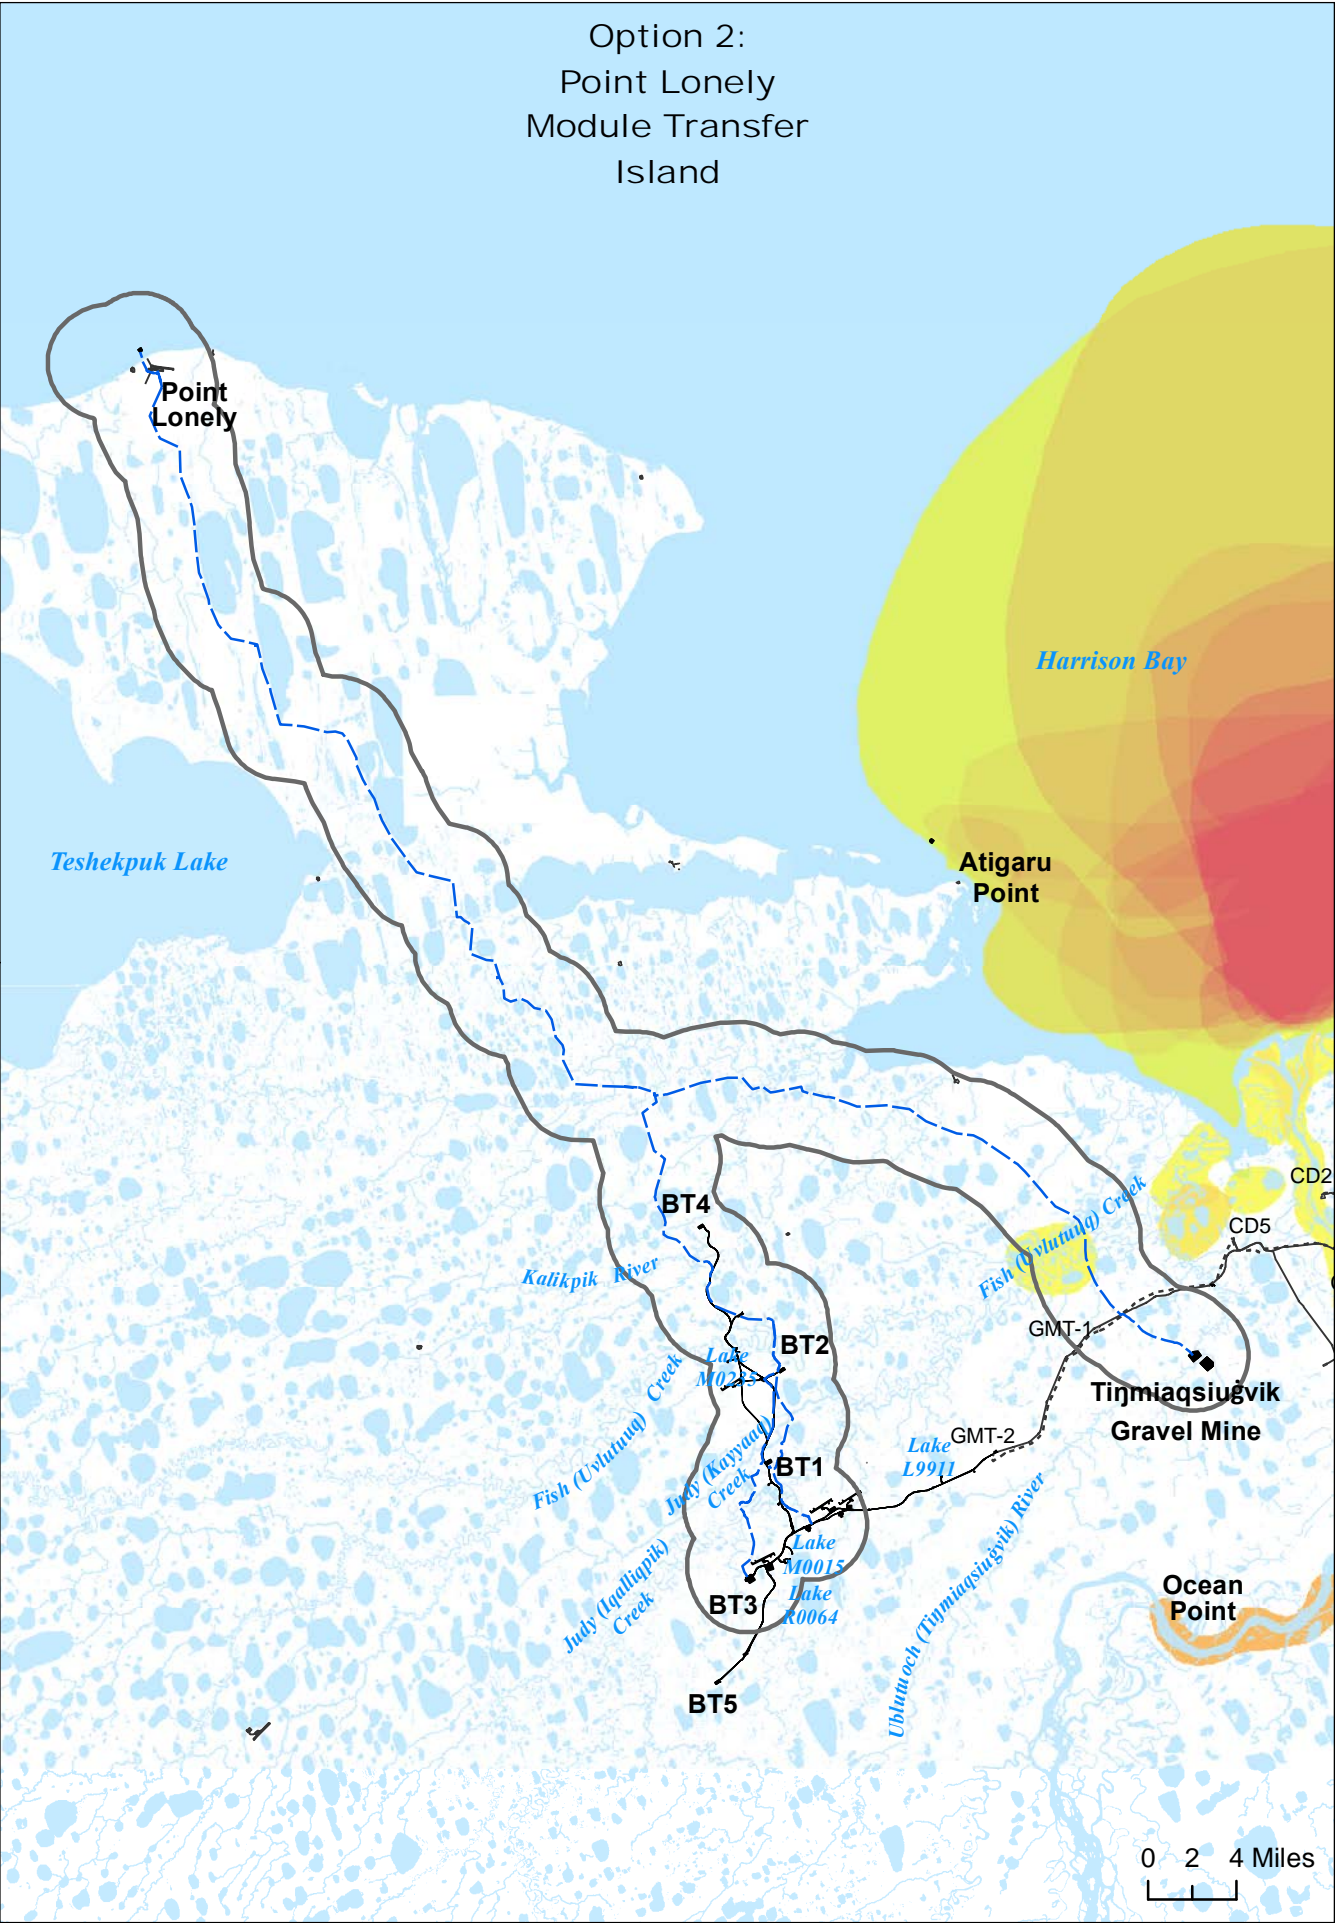 Option 2:
Point Lonely
Module Transfer
Island
Point
Lonely
Harrison Bay
Teshekpuk Lake
Atigaru
Point
Fish (Uvlutuuq) Creek
CD2
CD5
BT4
Kalikpik River
GMT-1
BT2
Lake
M0235
Tiŋmiaqsiuġvik
Gravel Mine
Fish (Uvlutuuq) Creek
Judy (Kayyaaq)
Creek
GMT-2
Lake
L9911
BT1
Judy (Iqalliqpik)
Creek
Lake
M0015
Lake
R0064
BT3
Ublutuoch (Tiŋmiaqsiuġvik) River
Ocean
Point
BT5
0 2 4 Miles